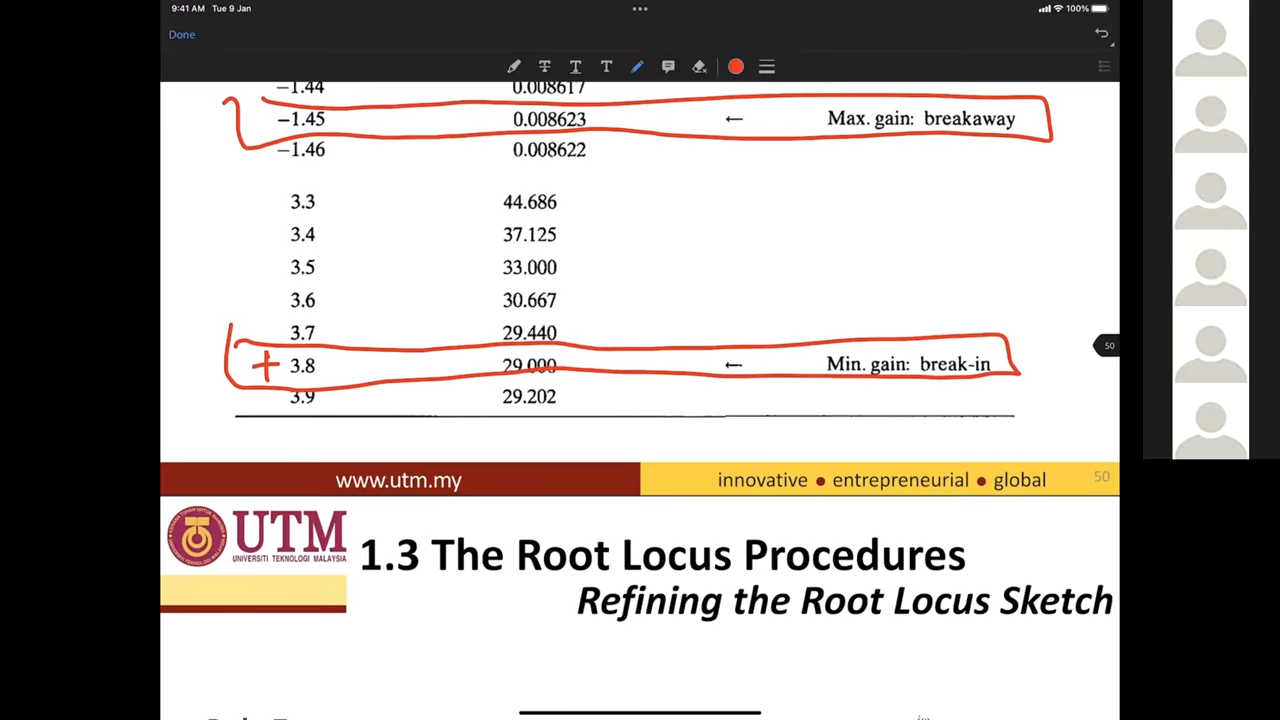 9:41 AM Tue 9 Jan
100%
Done
−1.44 0.008617
−1.45 0.008623 ← Max. gain: breakaway
−1.46 0.008622
3.3 44.686
3.4 37.125
3.5 33.000
3.6 30.667
3.7 29.440
+ 3.8 29.000 ← Min. gain: break-in
3.9 29.202
50
www.utm.my
innovative ● entrepreneurial ● global
50
UTM
UNIVERSITI TEKNOLOGI MALAYSIA
1.3 The Root Locus Procedures
Refining the Root Locus Sketch